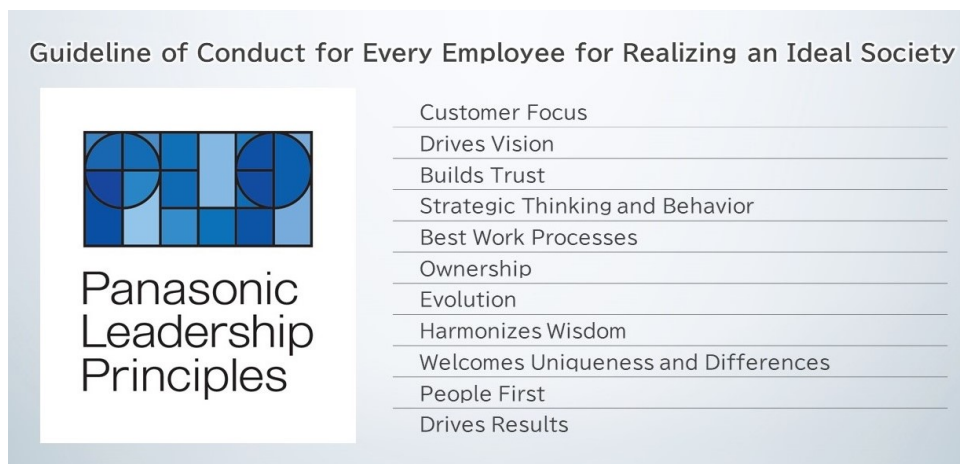 Guideline of Conduct for Every Employee for Realizing an Ideal Society
Panasonic
Leadership
Principles
Customer Focus
Drives Vision
Builds Trust
Strategic Thinking and Behavior
Best Work Processes
Ownership
Evolution
Harmonizes Wisdom
Welcomes Uniqueness and Differences
People First
Drives Results